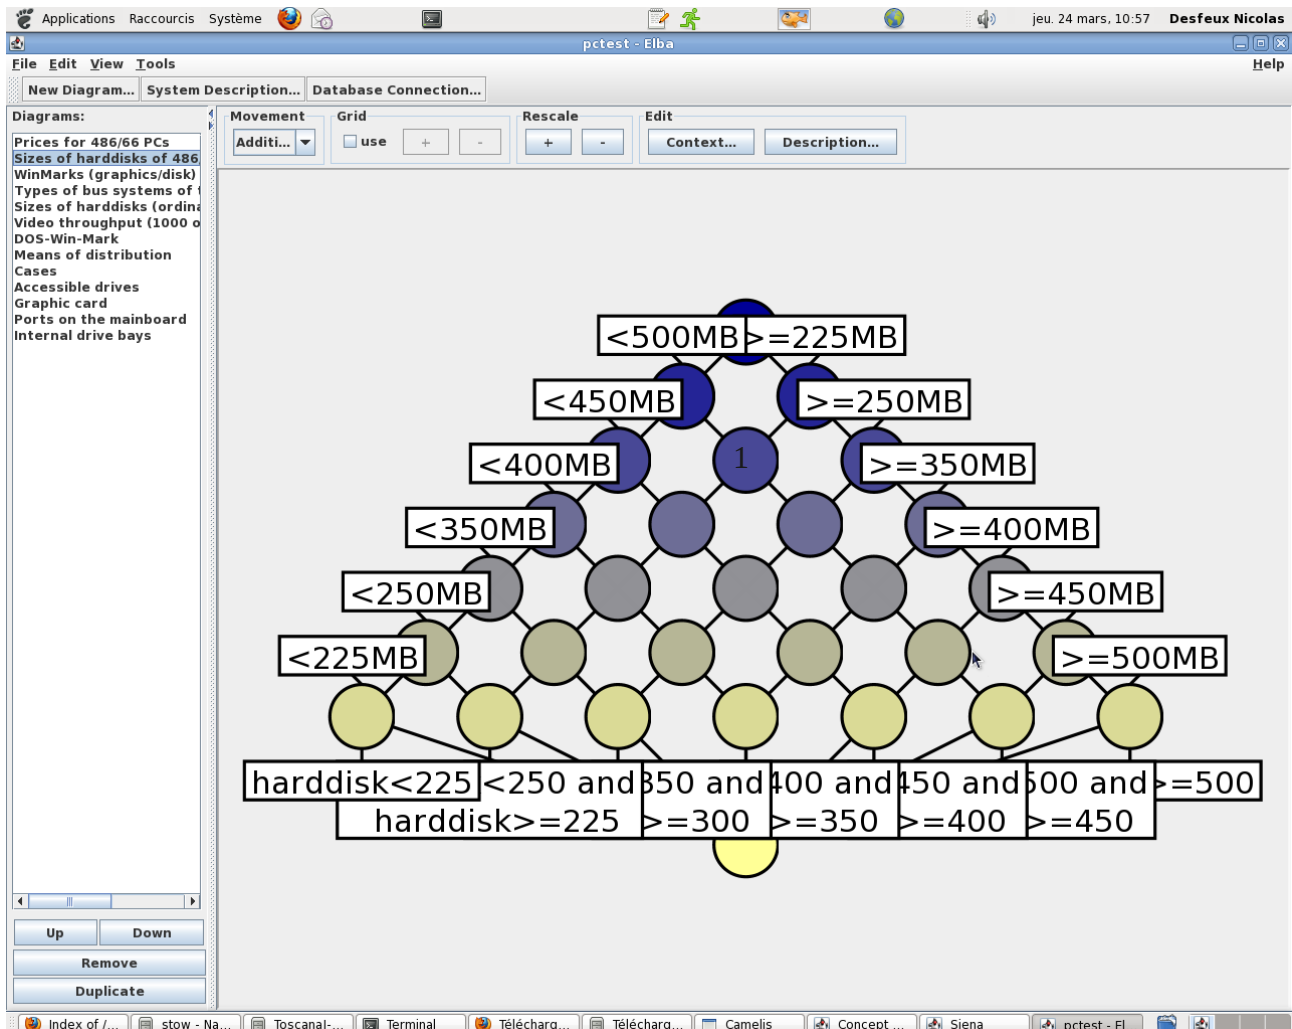 Applications Raccourcis Système jeu. 24 mars, 10:57 Desfeux Nicolas
pctest - Elba
File Edit View Tools Help
New Diagram... System Description... Database Connection...
Diagrams:
Prices for 486/66 PCs
Sizes of harddisks of 486
WinMarks (graphics/disk)
Types of bus systems of
Sizes of harddisks (ordina
Video throughput (1000 o
DOS-Win-Mark
Means of distribution
Cases
Accessible drives
Graphic card
Ports on the mainboard
Internal drive bays
Up Down
Remove
Duplicate
Movement Grid Rescale Edit
Additi... use + - + - Context... Description...
<500MB >=225MB
<450MB >=250MB
<400MB 1 >=350MB
<350MB >=400MB
<250MB >=450MB
<225MB >=500MB
harddisk<225 <250 and 350 and 400 and 450 and 500 and >=500
harddisk>=225 >=300 >=350 >=400 >=450
Index of /... stow - Na... ToscanaJ-... Terminal Télécharg... Télécharg... Camelis Concept ... Siena pctest - El...